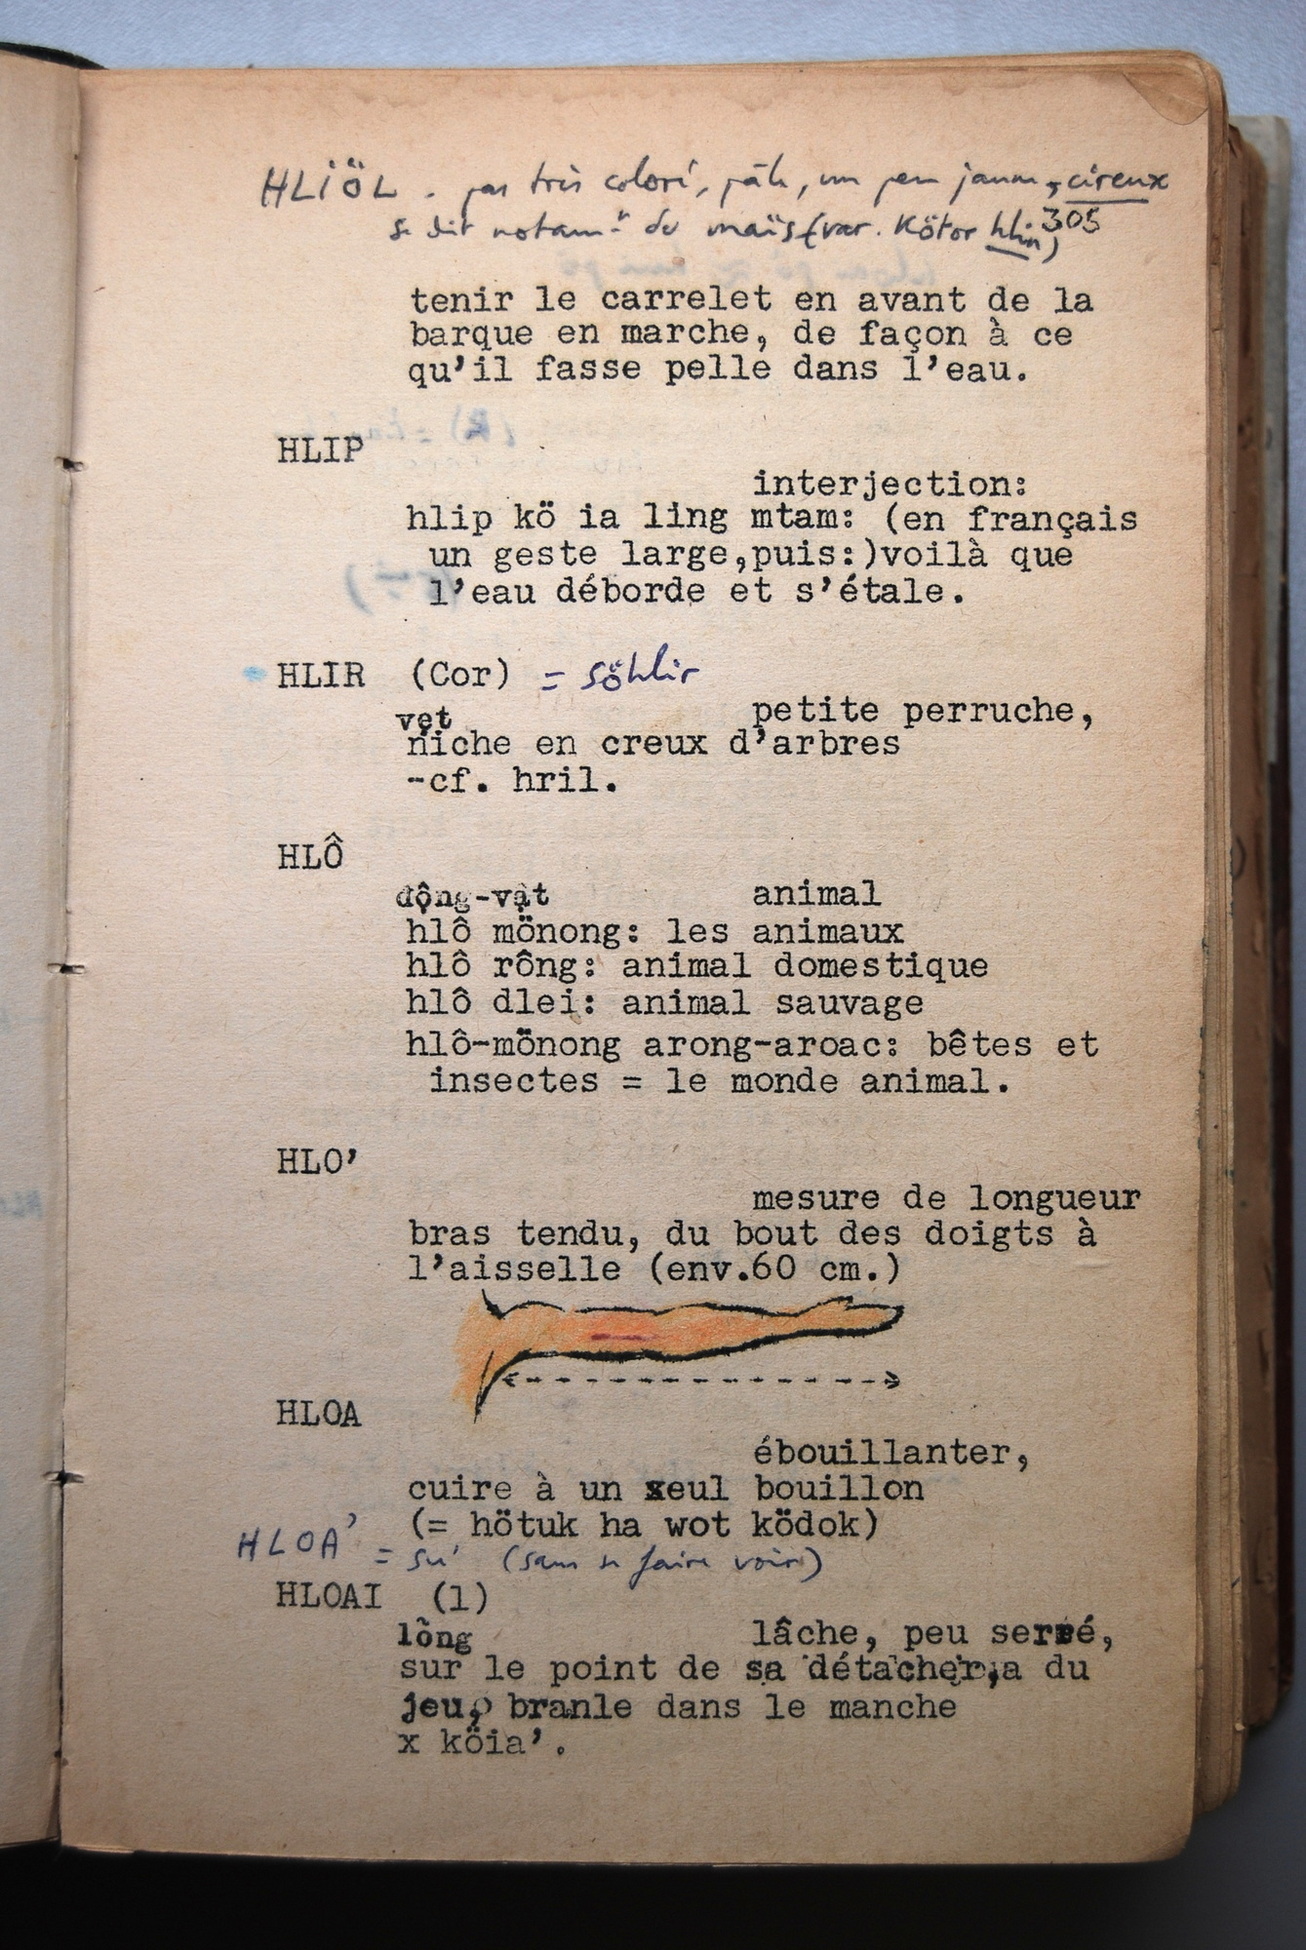 HLIÖL - pas très coloré, pâle, un peu jaune, cireux
se dit notamt du maïs (var. Kötor hlin)
305
tenir le carrelet en avant de la
barque en marche, de façon à ce
qu'il fasse pelle dans l'eau.
HLIP
interjection:
hlip kö ia ling mtam: (en français
un geste large,puis:)voilà que
l'eau déborde et s'étale.
HLIR (Cor) = söhlir
vẹt petite perruche,
niche en creux d'arbres
-cf. hril.
HLÔ
động-vật animal
hlô mönong: les animaux
hlô rông: animal domestique
hlô dlei: animal sauvage
hlô-mönong arong-aroac: bêtes et
insectes = le monde animal.
HLO'
mesure de longueur
bras tendu, du bout des doigts à
l'aisselle (env.60 cm.)
HLOA
ébouillanter,
cuire à un seul bouillon
(= hötuk ha wot ködok)
HLOA' = su' (sans se faire voir)
HLOAI (1)
lỏng lâche, peu serré,
sur le point de sa détacher,a du
jeu, branle dans le manche
x köia'.